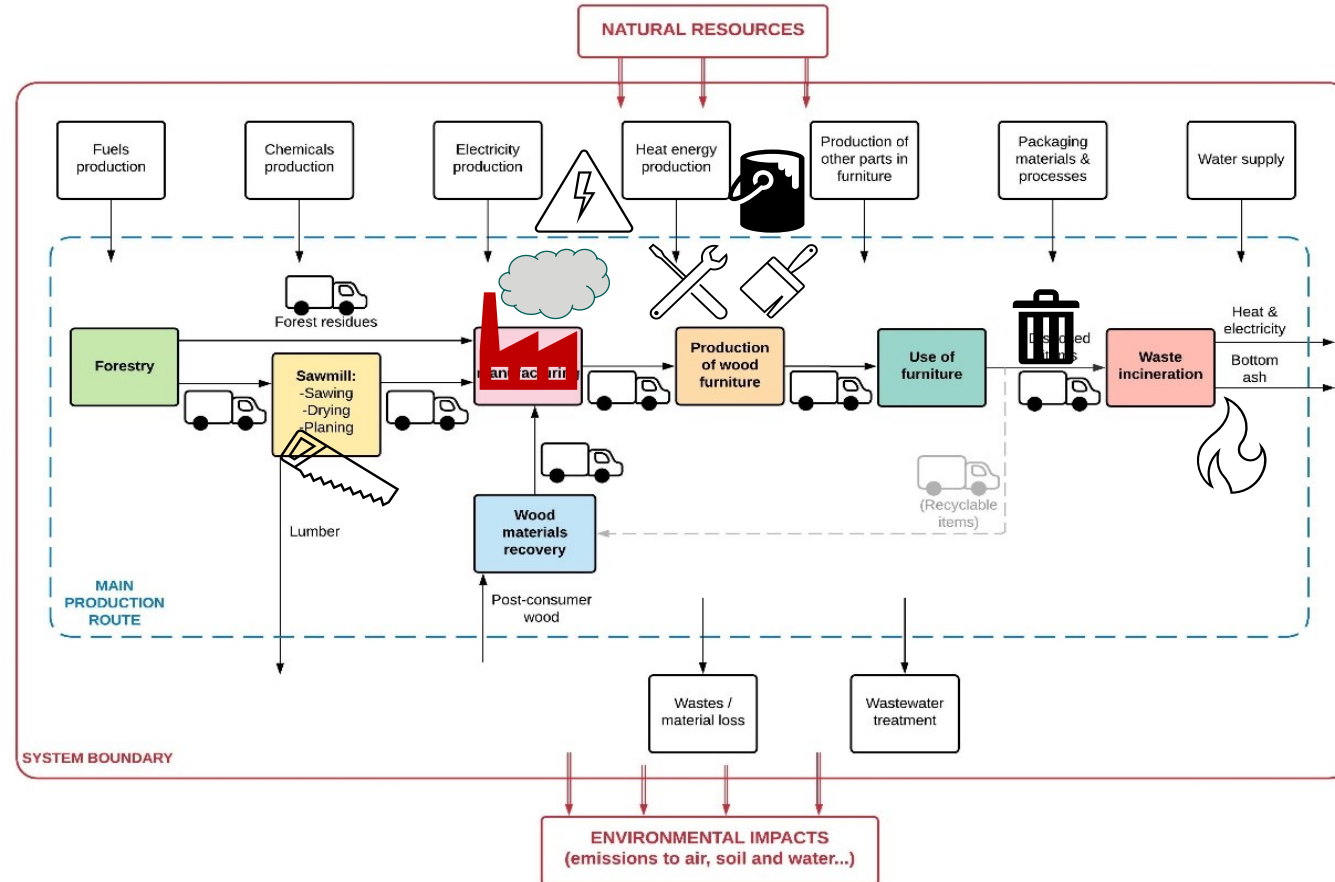 NATURAL RESOURCES
Fuels
production
Chemicals
production
Electricity
production
Heat energy
production
Production of
other parts in
furniture
Packaging
materials &
processes
Water supply
Forest residues
Heat &
electricity
Forestry
Sawmill:
-Sawing
-Drying
-Planing
manufacturing
Production
of wood
furniture
Use of
furniture
Disposed
items
Waste
incineration
Bottom
ash
(Recyclable
items)
Lumber
Wood
materials
recovery
MAIN
PRODUCTION
ROUTE
Post-consumer
wood
Wastes /
material loss
Wastewater
treatment
SYSTEM BOUNDARY
ENVIRONMENTAL IMPACTS
(emissions to air, soil and water...)